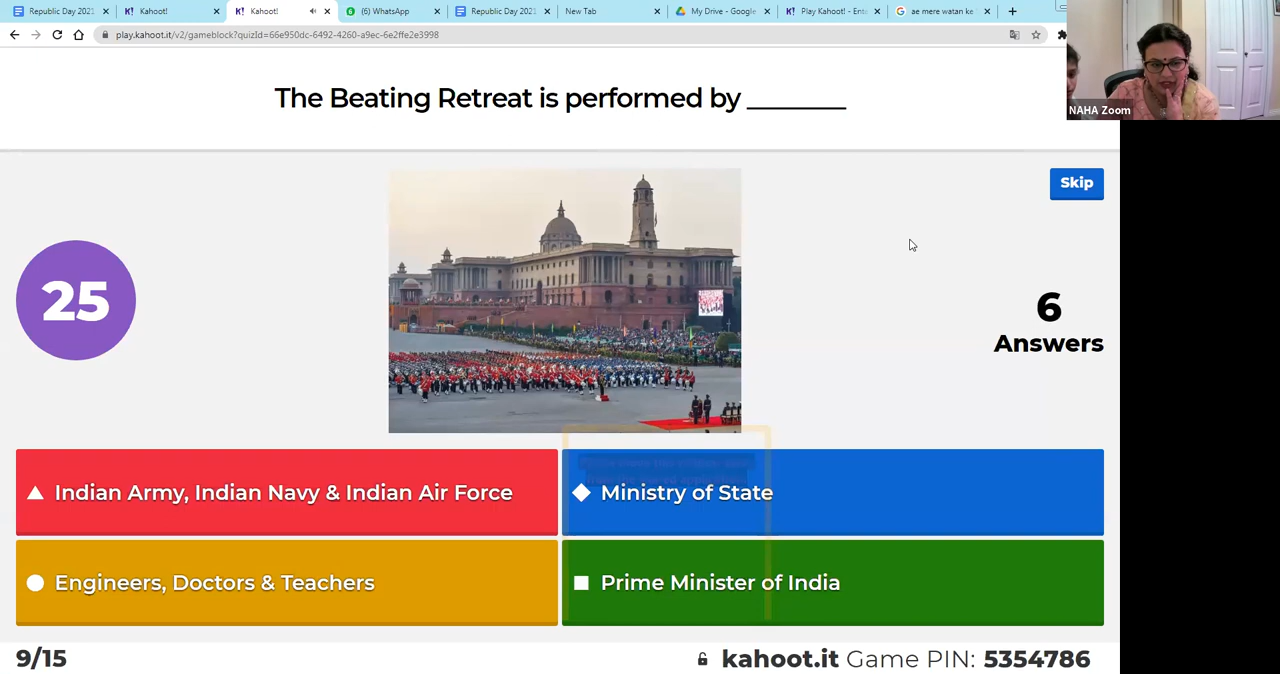 Republic Day 2021
Kahoot!
Kahoot!
(6) WhatsApp
Republic Day 2021
New Tab
My Drive - Google
Play Kahoot! - Ente
ae mere watan ke
play.kahoot.it/v2/gameblock?quizId=66e950dc-6492-4260-a9ec-6e2ffe2e3998
NAHA Zoom
The Beating Retreat is performed by ________
Skip
25
6
Answers
Indian Army, Indian Navy & Indian Air Force
Ministry of State
Engineers, Doctors & Teachers
Prime Minister of India
9/15
kahoot.it Game PIN: 5354786